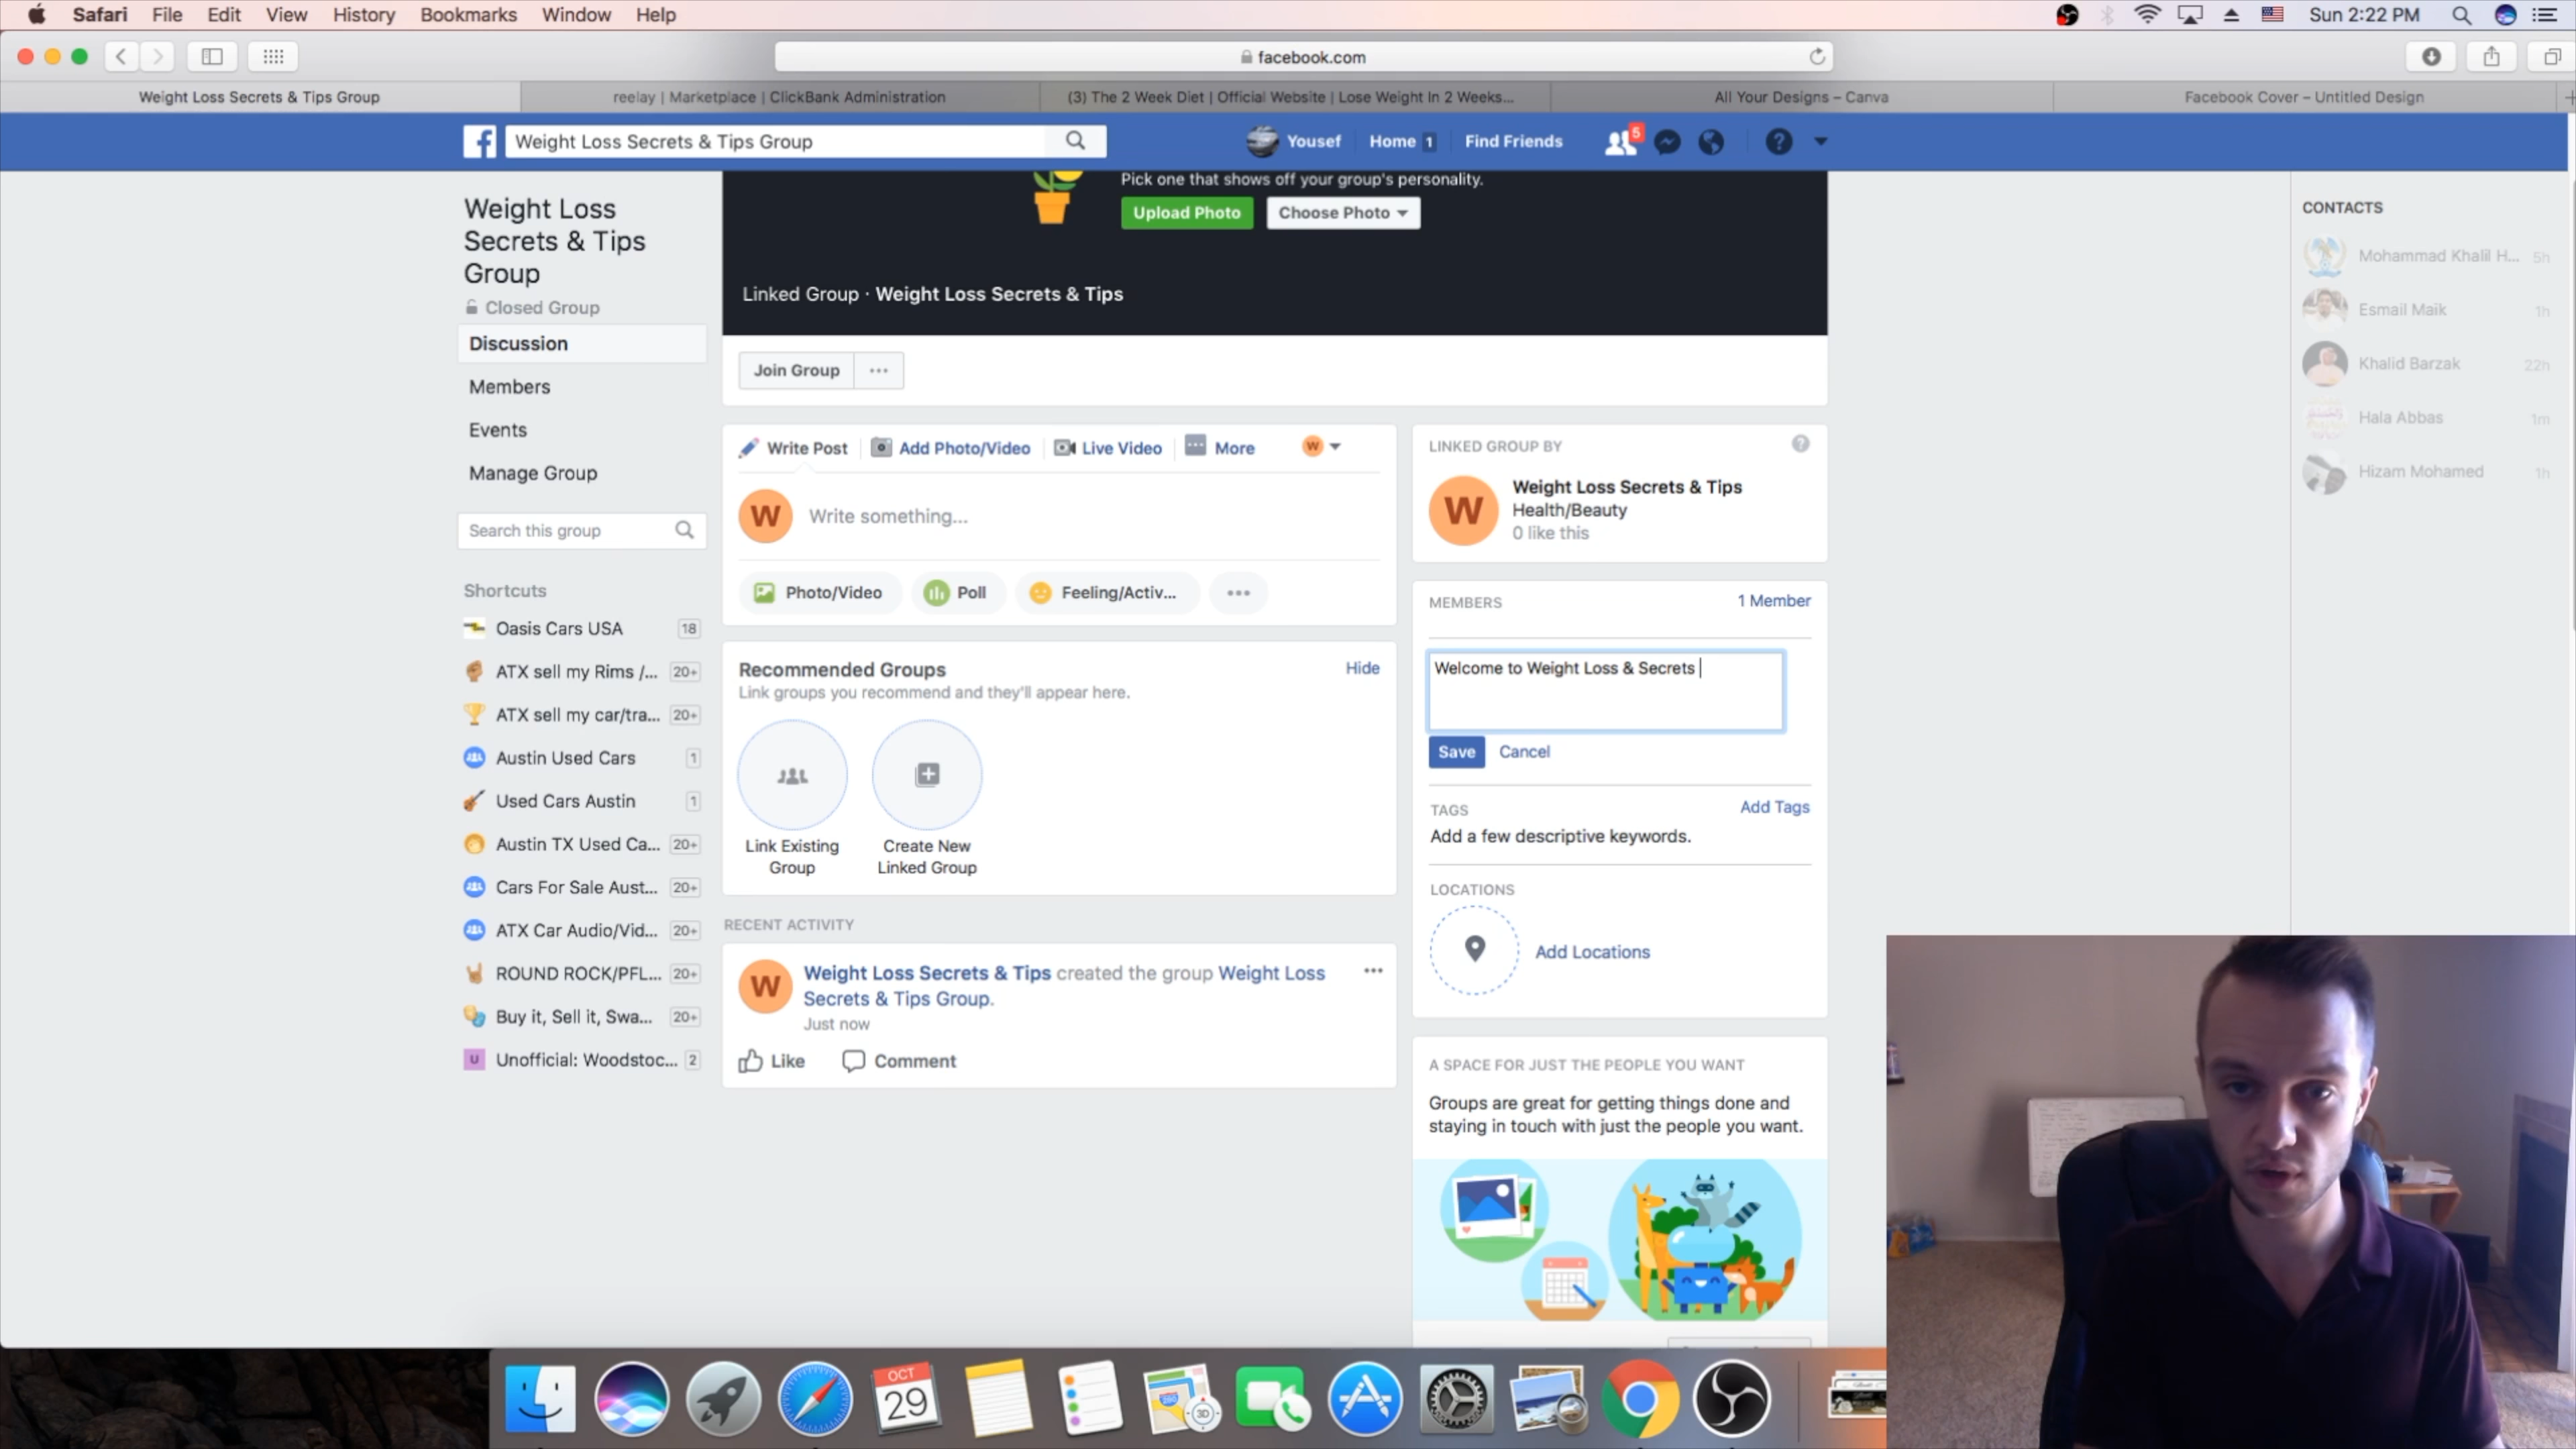 Safari File Edit View History Bookmarks Window Help Sun 2:22 PM
facebook.com
Weight Loss Secrets & Tips Group
reelay | Marketplace | ClickBank Administration
(3) The 2 Week Diet | Official Website | Lose Weight In 2 Weeks...
All Your Designs – Canva
Facebook Cover – Untitled Design
Weight Loss Secrets & Tips Group
Yousef
Home 1
Find Friends
5
Weight Loss
Secrets & Tips
Group
Closed Group
Discussion
Members
Events
Manage Group
Search this group
Shortcuts
Oasis Cars USA 18
ATX sell my Rims /... 20+
ATX sell my car/tra... 20+
Austin Used Cars 1
Used Cars Austin 1
Austin TX Used Ca... 20+
Cars For Sale Aust... 20+
ATX Car Audio/Vid... 20+
ROUND ROCK/PFL... 20+
Buy it, Sell it, Swa... 20+
U Unofficial: Woodstoc... 2
Pick one that shows off your group's personality.
Upload Photo
Choose Photo
Linked Group · Weight Loss Secrets & Tips
Join Group
Write Post
Add Photo/Video
Live Video
More
W
W
Write something...
Photo/Video
Poll
Feeling/Activ...
Recommended Groups
Hide
Link groups you recommend and they'll appear here.
Link Existing
Group
Create New
Linked Group
RECENT ACTIVITY
W
Weight Loss Secrets & Tips created the group Weight Loss
Secrets & Tips Group.
Just now
Like
Comment
LINKED GROUP BY
W
Weight Loss Secrets & Tips
Health/Beauty
0 like this
MEMBERS
1 Member
Welcome to Weight Loss & Secrets
Save
Cancel
TAGS
Add Tags
Add a few descriptive keywords.
LOCATIONS
Add Locations
A SPACE FOR JUST THE PEOPLE YOU WANT
Groups are great for getting things done and
staying in touch with just the people you want.
CONTACTS
Mohammad Khalil H... 5h
Esmail Maik 1h
Khalid Barzak 22h
Hala Abbas 1m
Hizam Mohamed 1h
OCT
29
3D